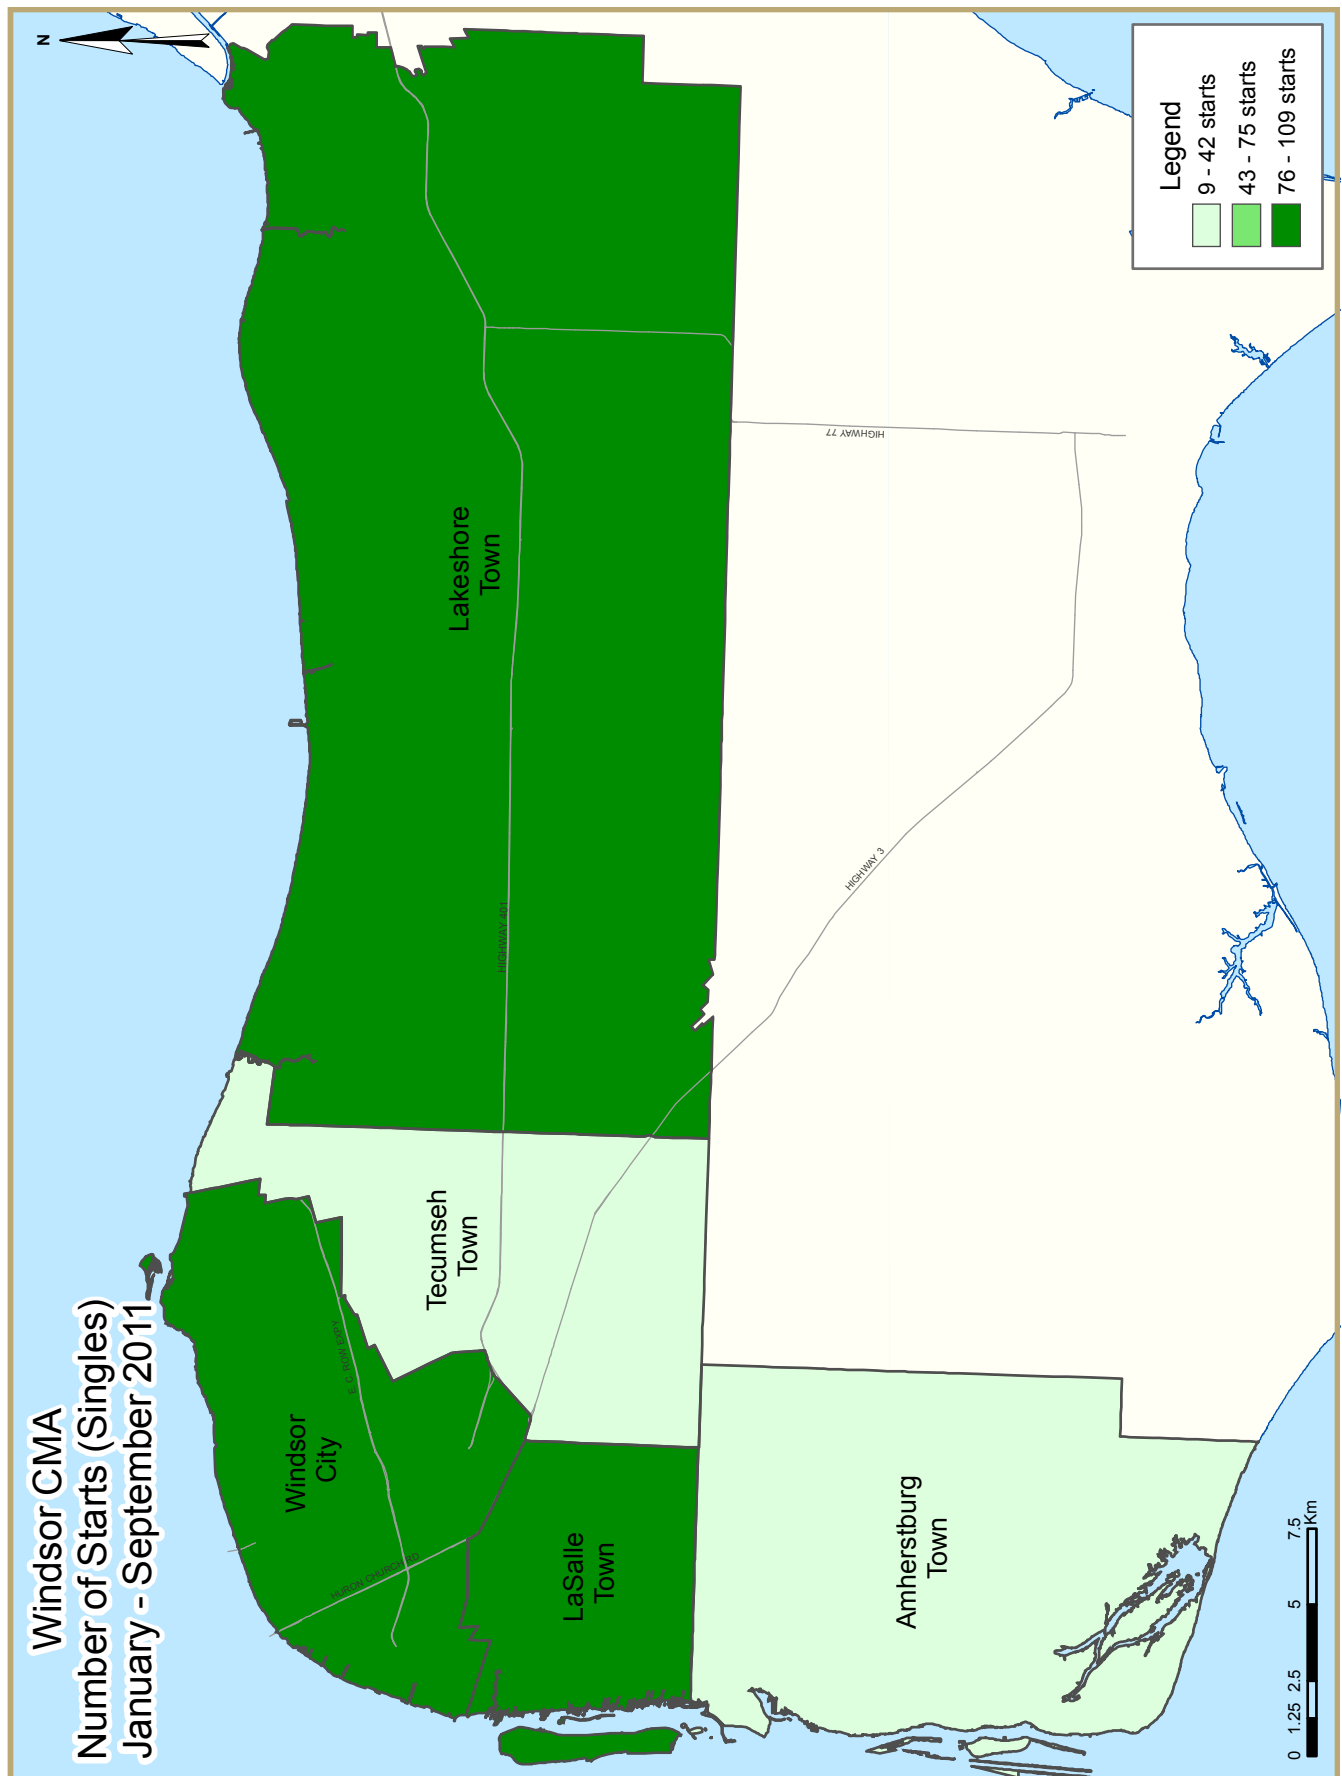 Windsor CMA
Number of Starts (Singles)
January - September 2011
N
Windsor
City
E.C. ROW EXPY
HURON CHURCH RD
LaSalle
Town
Tecumseh
Town
Lakeshore
Town
HIGHWAY 401
HIGHWAY 3
HIGHWAY 77
Amherstburg
Town
0 1.25 2.5 5 7.5
Km
Legend
9 - 42 starts
43 - 75 starts
76 - 109 starts